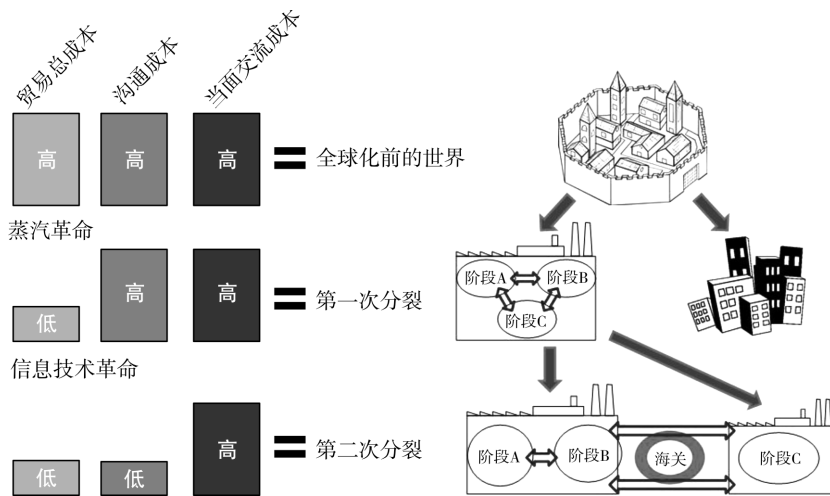 贸易总成本
沟通成本
当面交流成本
高
高
高
全球化前的世界
蒸汽革命
低
高
高
第一次分裂
阶段A
阶段B
阶段C
信息技术革命
低
低
高
第二次分裂
阶段A
阶段B
海关
阶段C